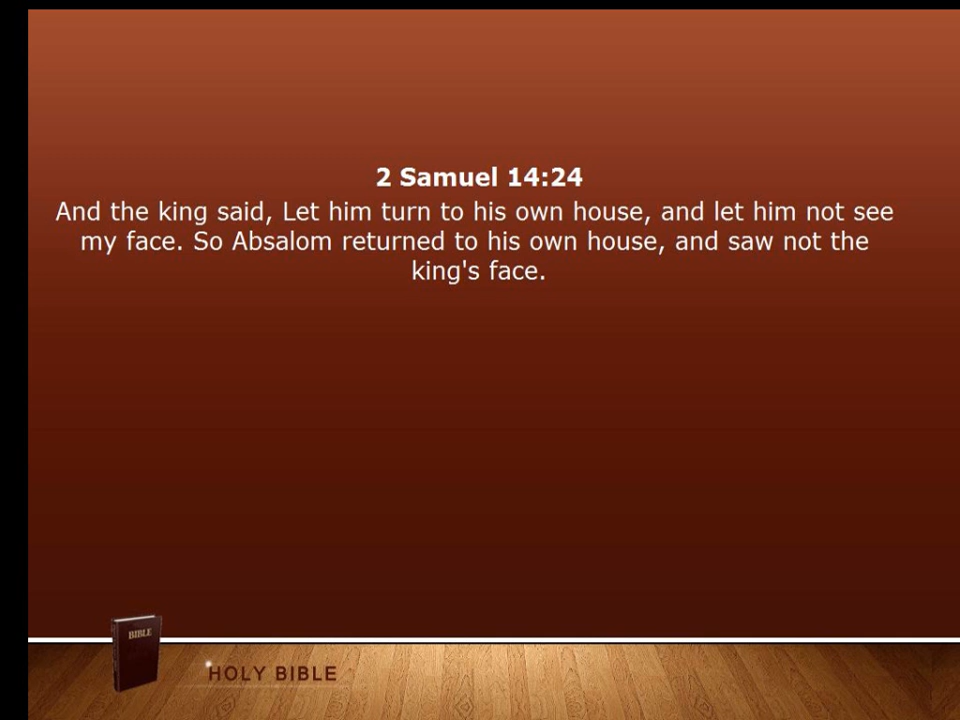 2 Samuel 14:24
And the king said, Let him turn to his own house, and let him not see
my face. So Absalom returned to his own house, and saw not the
king's face.
BIBLE
HOLY BIBLE